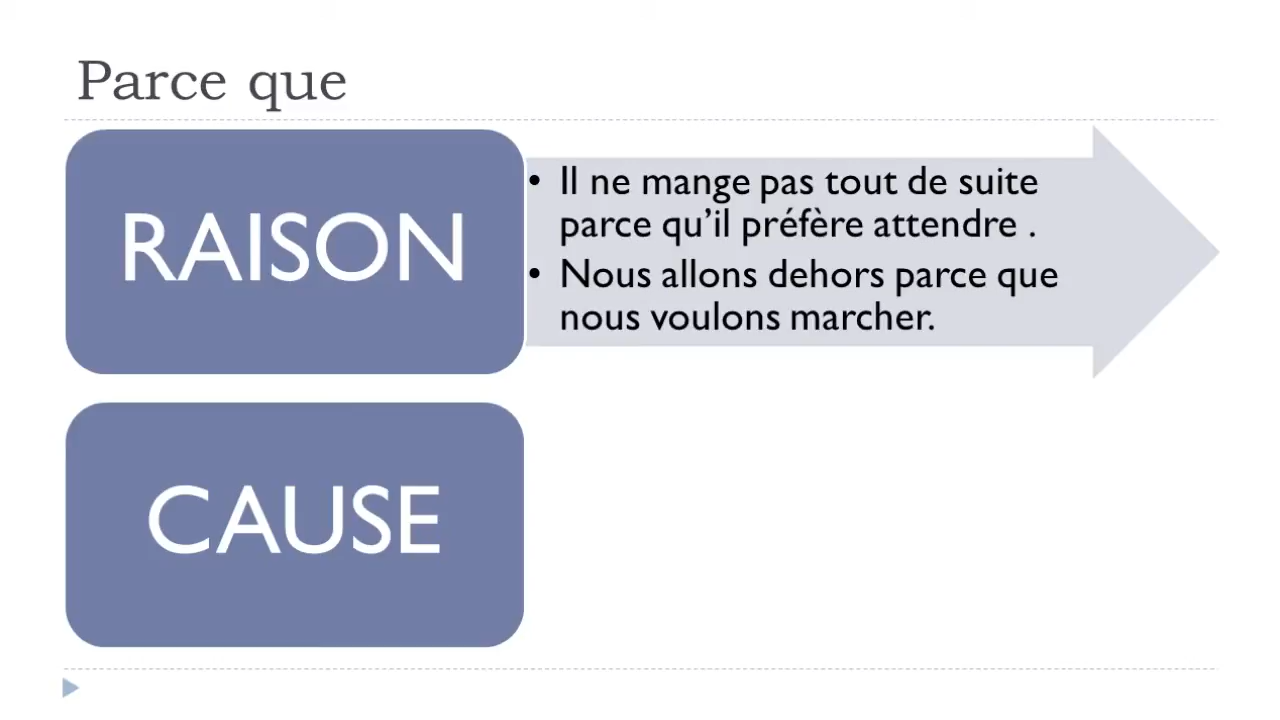 Parce que
RAISON
• Il ne mange pas tout de suite
parce qu’il préfère attendre .
• Nous allons dehors parce que
nous voulons marcher.
CAUSE